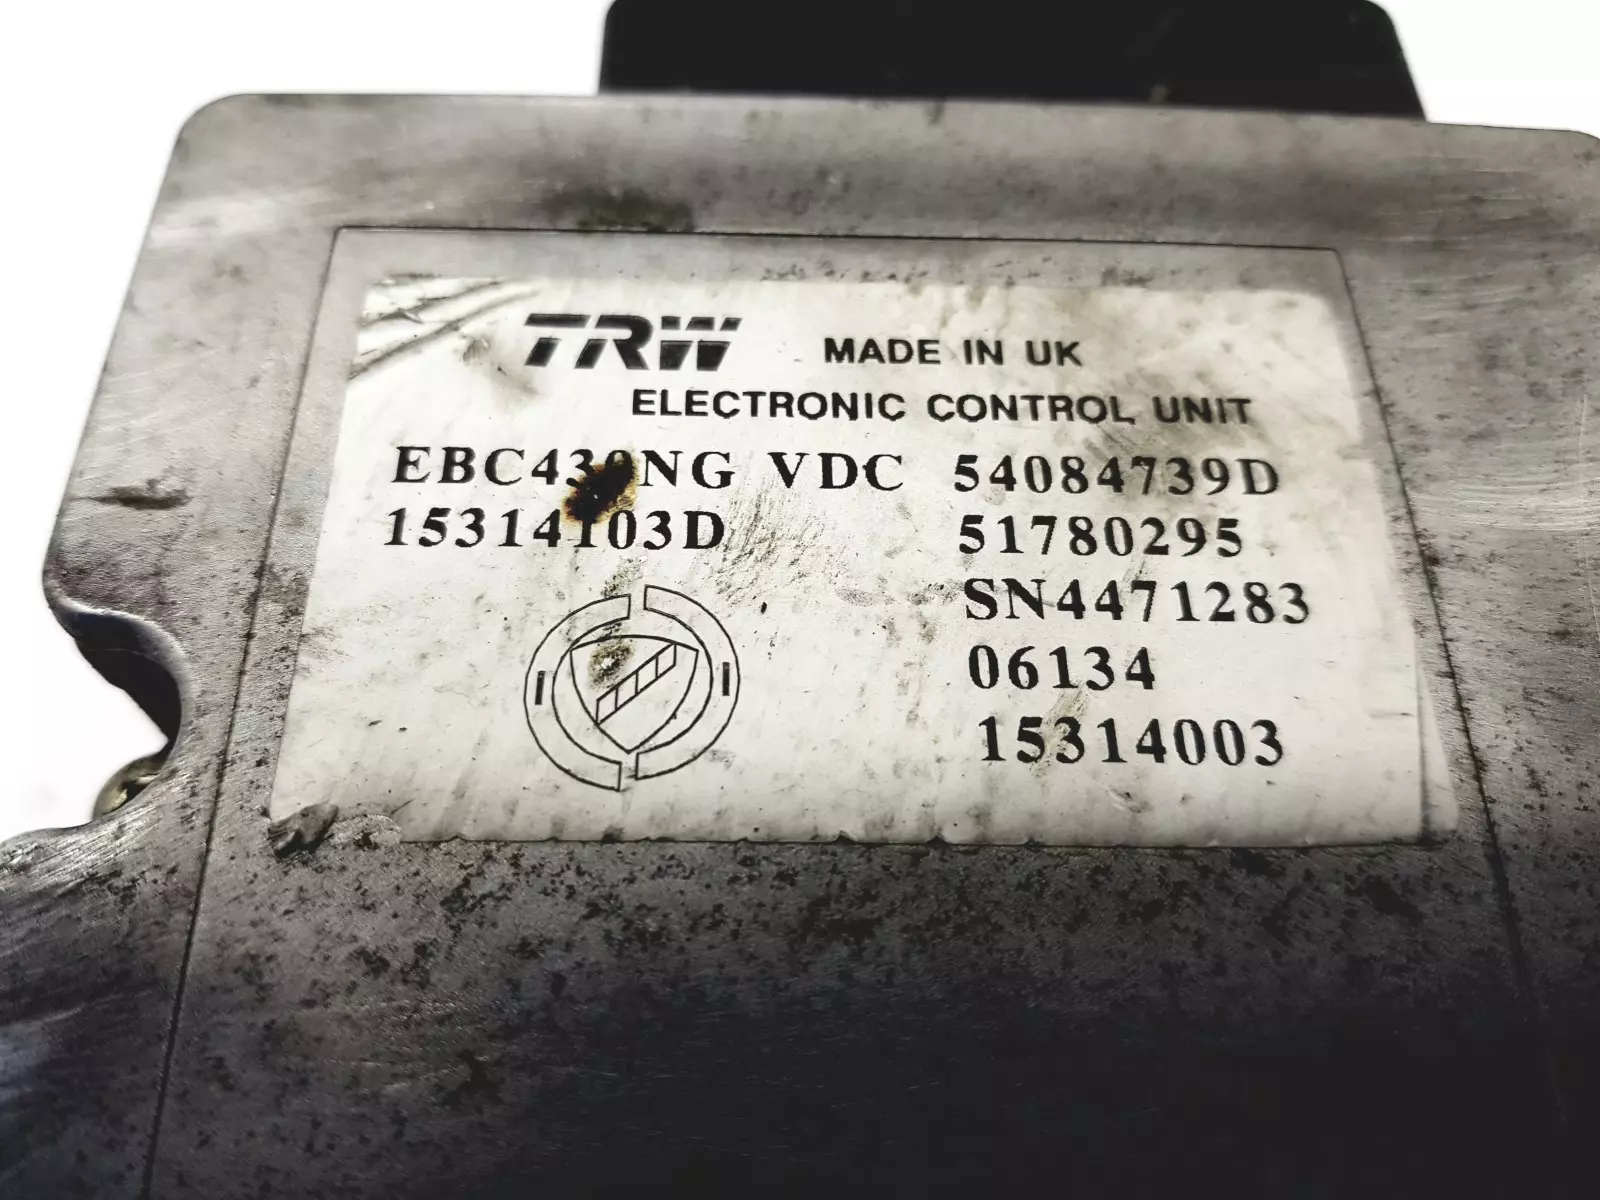 TRW MADE IN UK
ELECTRONIC CONTROL UNIT
EBC430NG VDC 54084739D
15314103D 51780295
SN4471283
06134
15314003